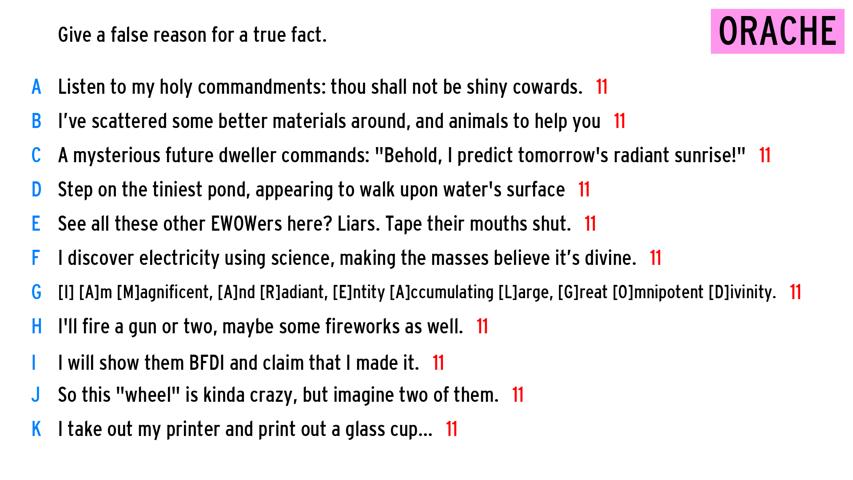 Give a false reason for a true fact.
ORACHE
A Listen to my holy commandments: thou shall not be shiny cowards. 11
B I've scattered some better materials around, and animals to help you 11
C A mysterious future dweller commands: "Behold, I predict tomorrow's radiant sunrise!" 11
D Step on the tiniest pond, appearing to walk upon water's surface 11
E See all these other EWOWers here? Liars. Tape their mouths shut. 11
F I discover electricity using science, making the masses believe it's divine. 11
G [I] [A]m [M]agnificent, [A]nd [R]adiant, [E]ntity [A]ccumulating [L]arge, [G]reat [O]mnipotent [D]ivinity. 11
H I'll fire a gun or two, maybe some fireworks as well. 11
I I will show them BFDI and claim that I made it. 11
J So this "wheel" is kinda crazy, but imagine two of them. 11
K I take out my printer and print out a glass cup... 11